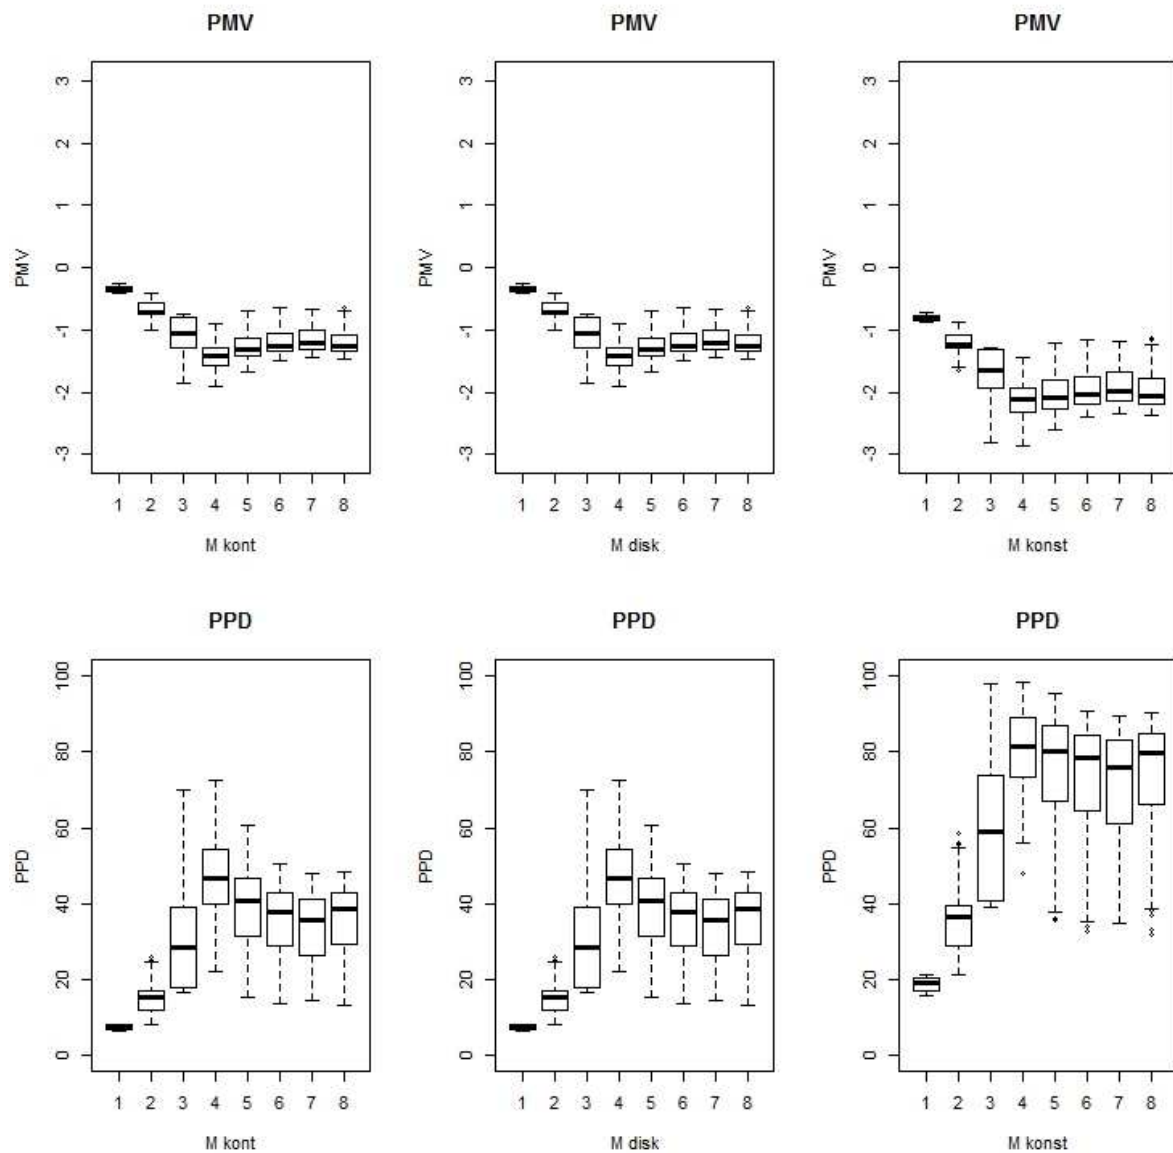 PMV PMV PMV
3 3 3
2 2 2
1 1 1
0 0 0
-1 -1 -1
-2 -2 -2
-3 -3 -3
PMV PMV PMV
1 2 3 4 5 6 7 8 1 2 3 4 5 6 7 8 1 2 3 4 5 6 7 8
M kont M disk M konst
PPD PPD PPD
100 100 100
80 80 80
60 60 60
40 40 40
20 20 20
0 0 0
PPD PPD PPD
1 2 3 4 5 6 7 8 1 2 3 4 5 6 7 8 1 2 3 4 5 6 7 8
M kont M disk M konst